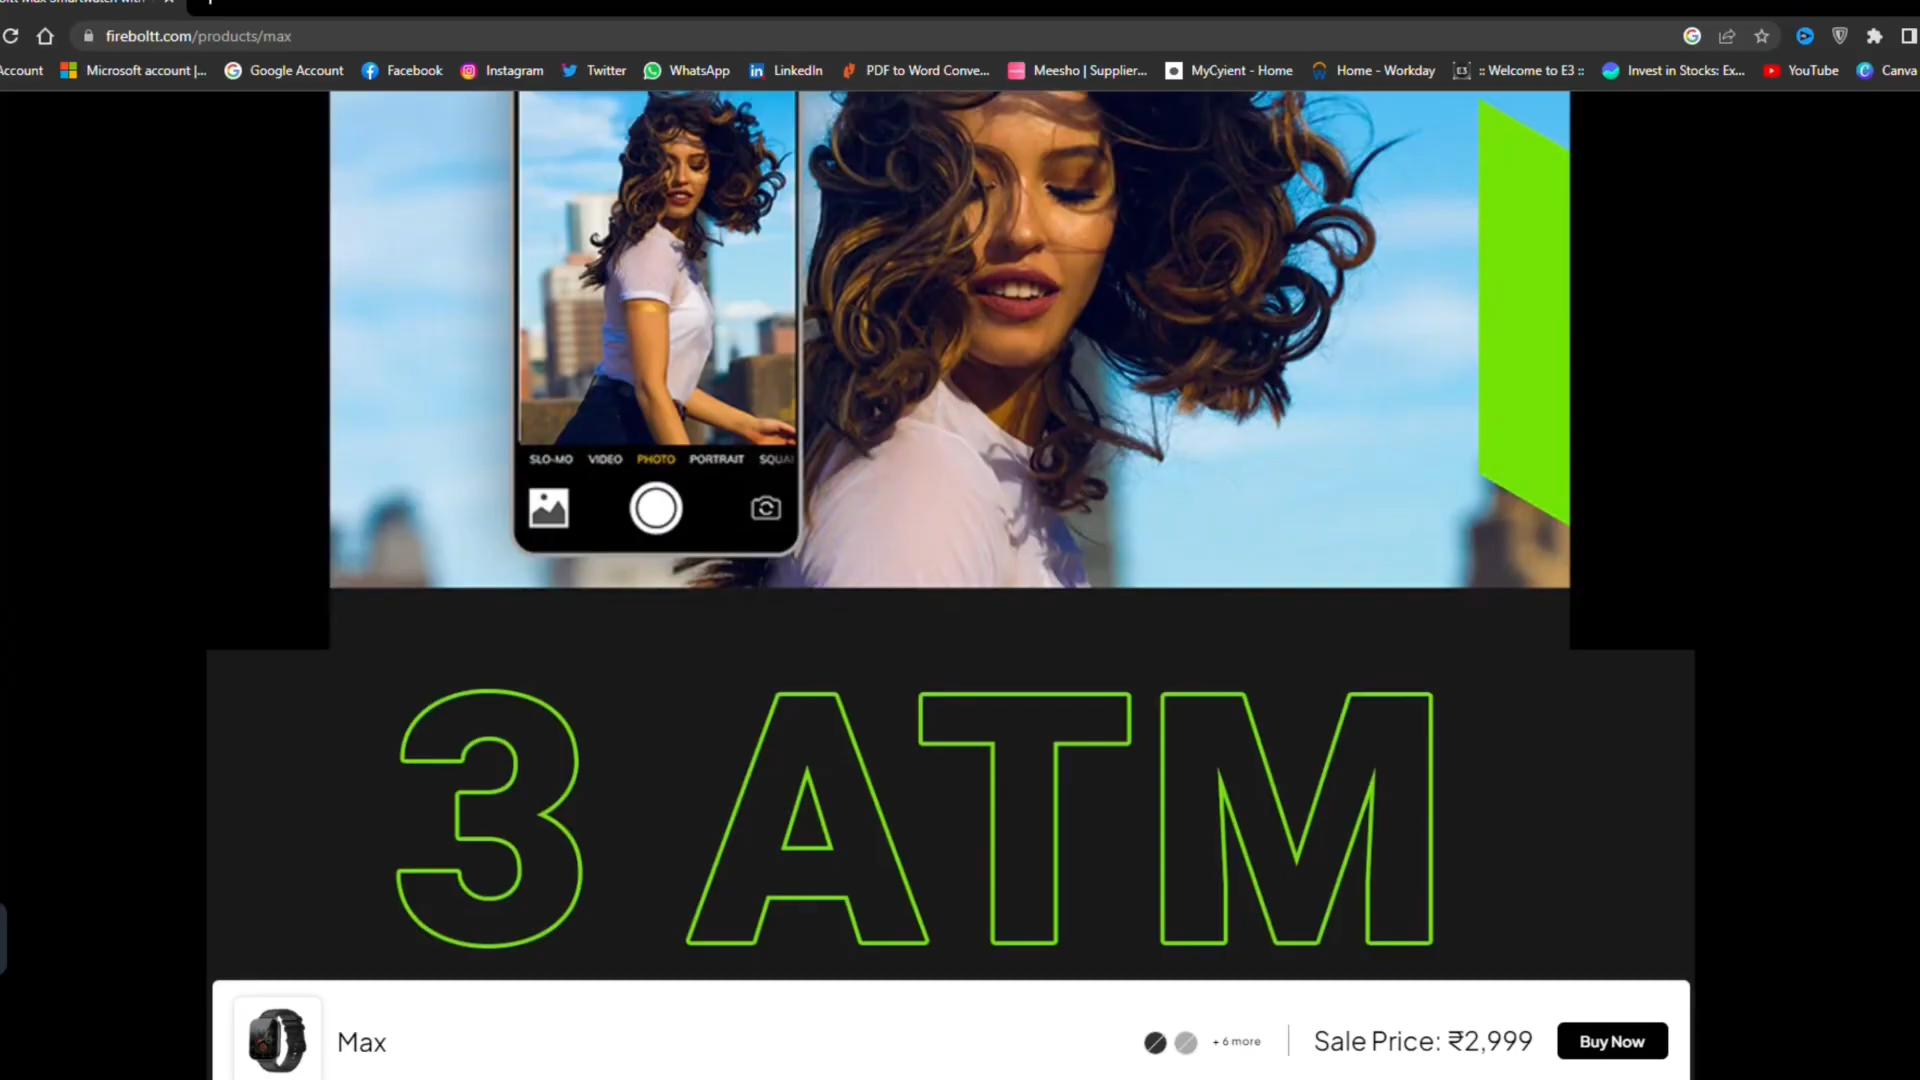 fireboltt.com/products/max
Account Microsoft account |... Google Account Facebook Instagram Twitter WhatsApp LinkedIn PDF to Word Conve... Meesho | Supplier... MyCyient - Home Home - Workday :: Welcome to E3 :: Invest in Stocks: Ex... YouTube Canva
SLO-MO VIDEO PHOTO PORTRAIT SQUA
3 ATM
Max + 6 more Sale Price: ₹2,999 Buy Now